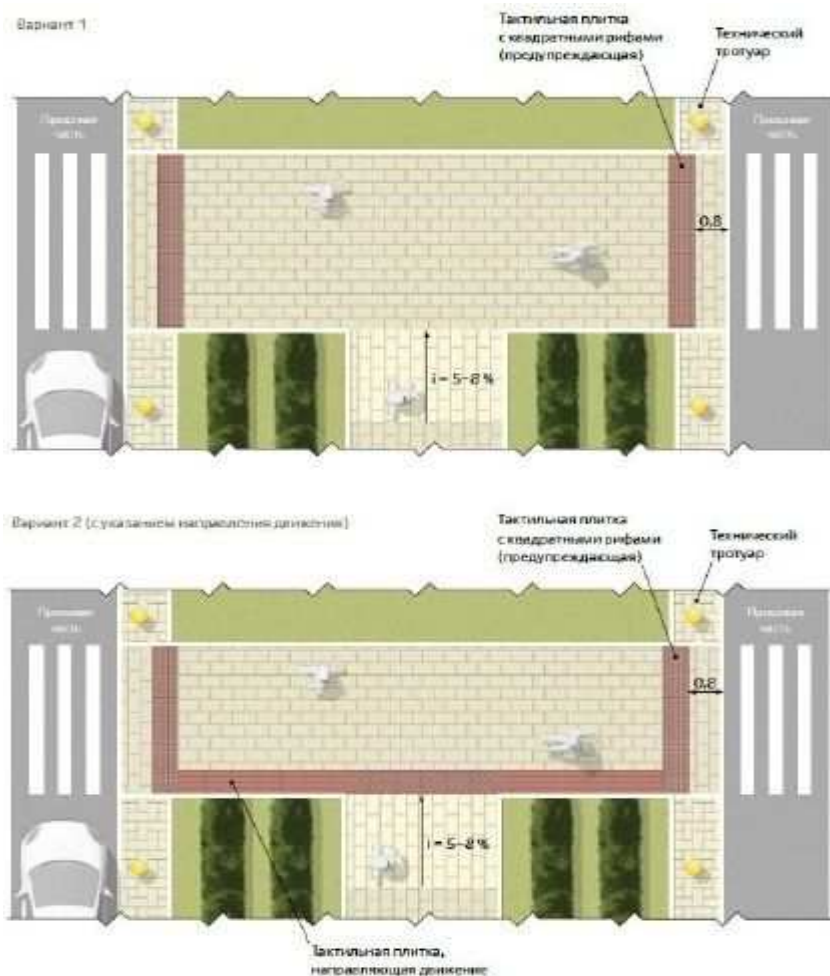 Вариант 1
Тактильная плитка
с квадратными рифами
(предупреждающая)
Технический
тротуар
Проезжая
часть
Проезжая
часть
0,8
i = 5–8 %
Вариант 2 (с указанием направления движения)
Тактильная плитка
с квадратными рифами
(предупреждающая)
Технический
тротуар
Проезжая
часть
Проезжая
часть
0,8
i = 5–8 %
Тактильная плитка,
направляющая движение